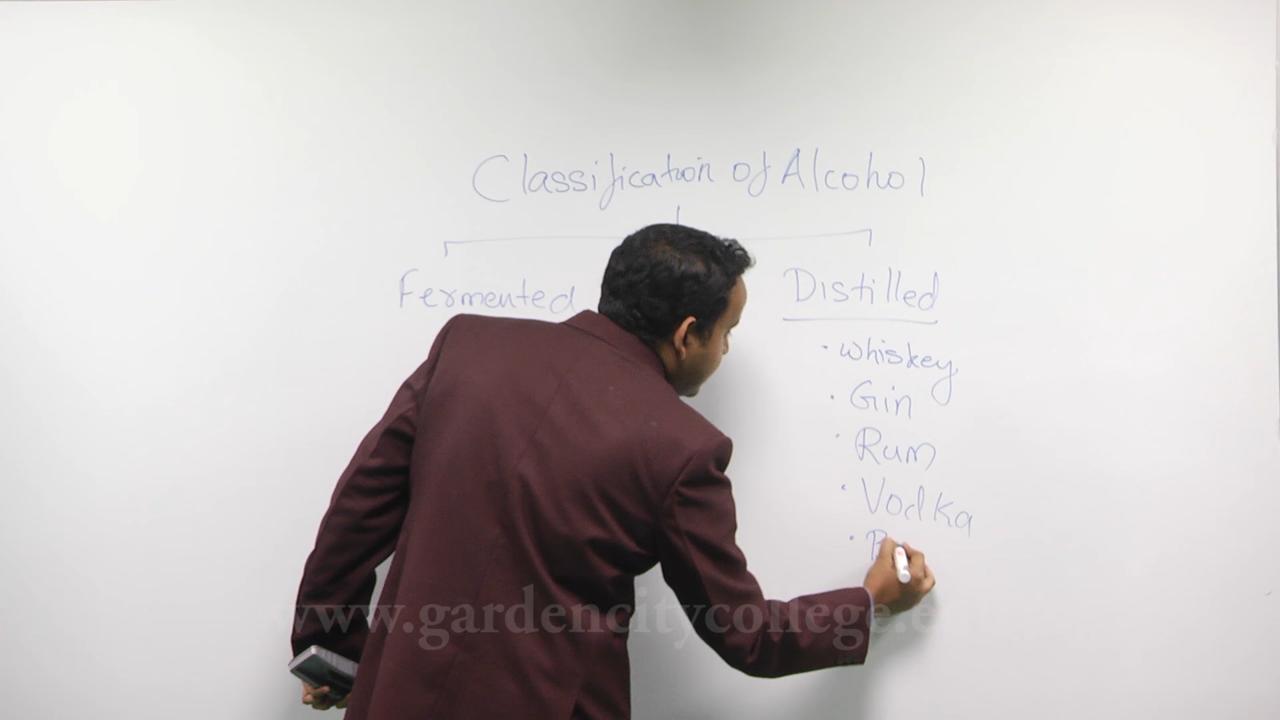 Classification of Alcohol
Fermented
Distilled
· Whiskey
· Gin
· Rum
· Vodka
· B
www.gardencitycollege.e